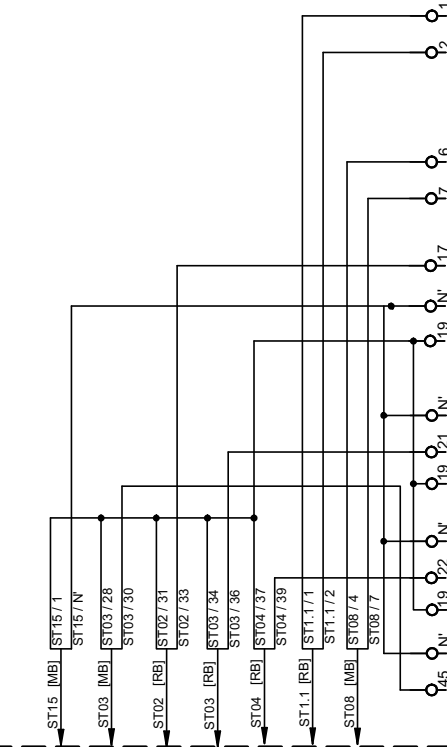 1
2
6
7
17
N'
19
N'
21
19
N'
22
19
N'
45
ST15 / 1
ST15 / N'
ST03 / 28
ST03 / 30
ST02 / 31
ST02 / 33
ST03 / 34
ST03 / 36
ST04 / 37
ST04 / 39
ST1.1 / 1
ST1.1 / 2
ST08 / 4
ST08 / 7
ST15 [MB]
ST03 [MB]
ST02 [RB]
ST03 [RB]
ST04 [RB]
ST1.1 [RB]
ST08 [MB]